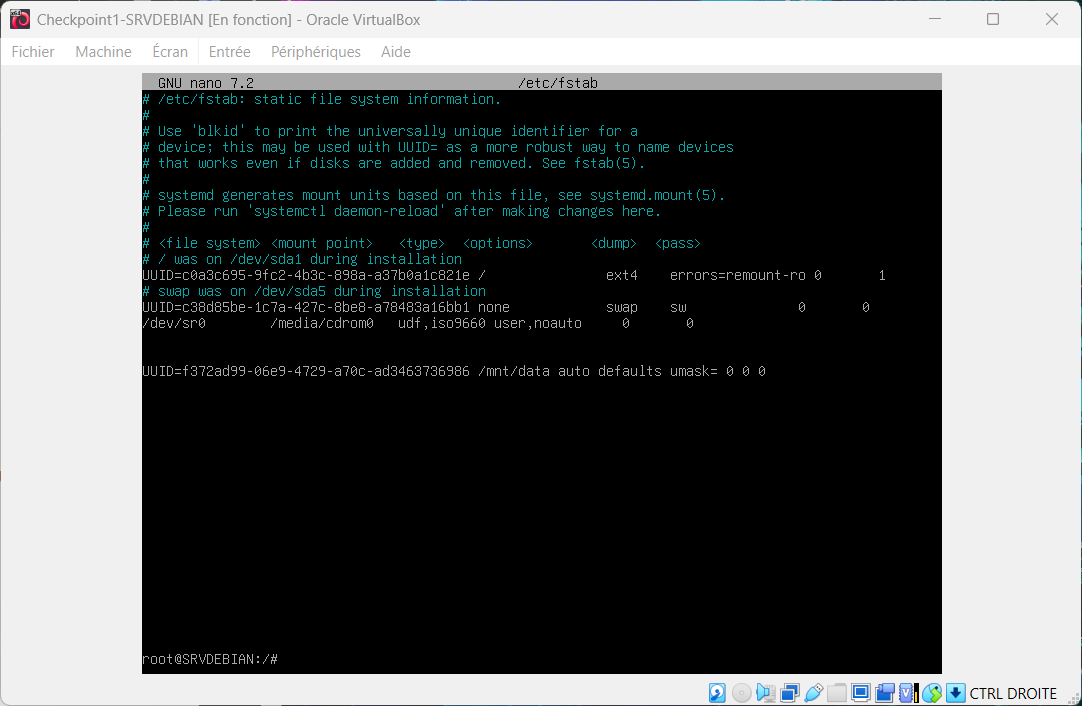 Checkpoint1-SRVDEBIAN [En fonction] - Oracle VirtualBox
Fichier Machine Écran Entrée Périphériques Aide
GNU nano 7.2 /etc/fstab
# /etc/fstab: static file system information.
#
# Use 'blkid' to print the universally unique identifier for a
# device; this may be used with UUID= as a more robust way to name devices
# that works even if disks are added and removed. See fstab(5).
#
# systemd generates mount units based on this file, see systemd.mount(5).
# Please run 'systemctl daemon-reload' after making changes here.
#
# <file system> <mount point> <type> <options> <dump> <pass>
# / was on /dev/sda1 during installation
UUID=c0a3c695-9fc2-4b3c-898a-a37b0a1c821e / ext4 errors=remount-ro 0 1
# swap was on /dev/sda5 during installation
UUID=c38d85be-1c7a-427c-8be8-a78483a16bb1 none swap sw 0 0
/dev/sr0 /media/cdrom0 udf,iso9660 user,noauto 0 0
UUID=f372ad99-06e9-4729-a70c-ad3463736986 /mnt/data auto defaults umask= 0 0 0
root@SRVDEBIAN:/#
CTRL DROITE